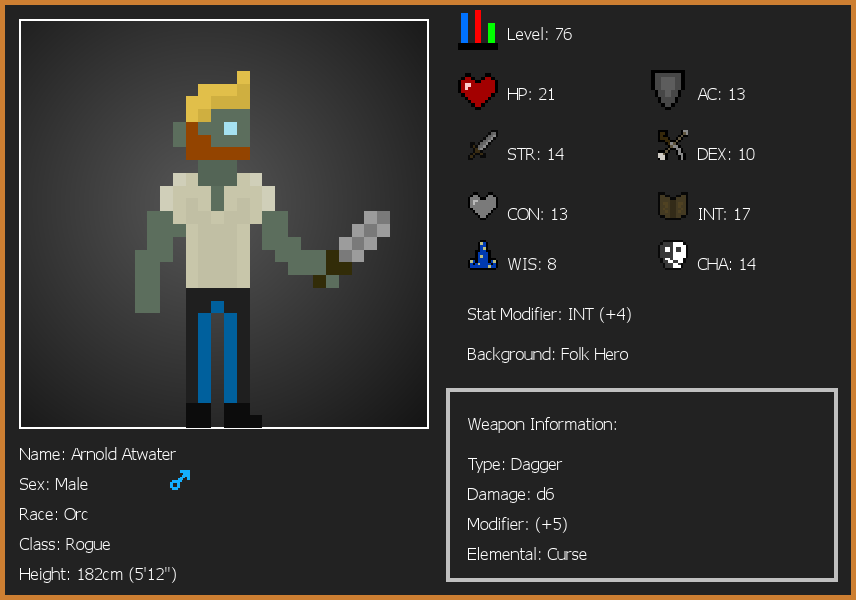 Level: 76
HP: 21
AC: 13
STR: 14
DEX: 10
CON: 13
INT: 17
WIS: 8
CHA: 14
Stat Modifier: INT (+4)
Background: Folk Hero
Weapon Information:
Type: Dagger
Damage: d6
Modifier: (+5)
Elemental: Curse
Name: Arnold Atwater
Sex: Male
Race: Orc
Class: Rogue
Height: 182cm (5'12")